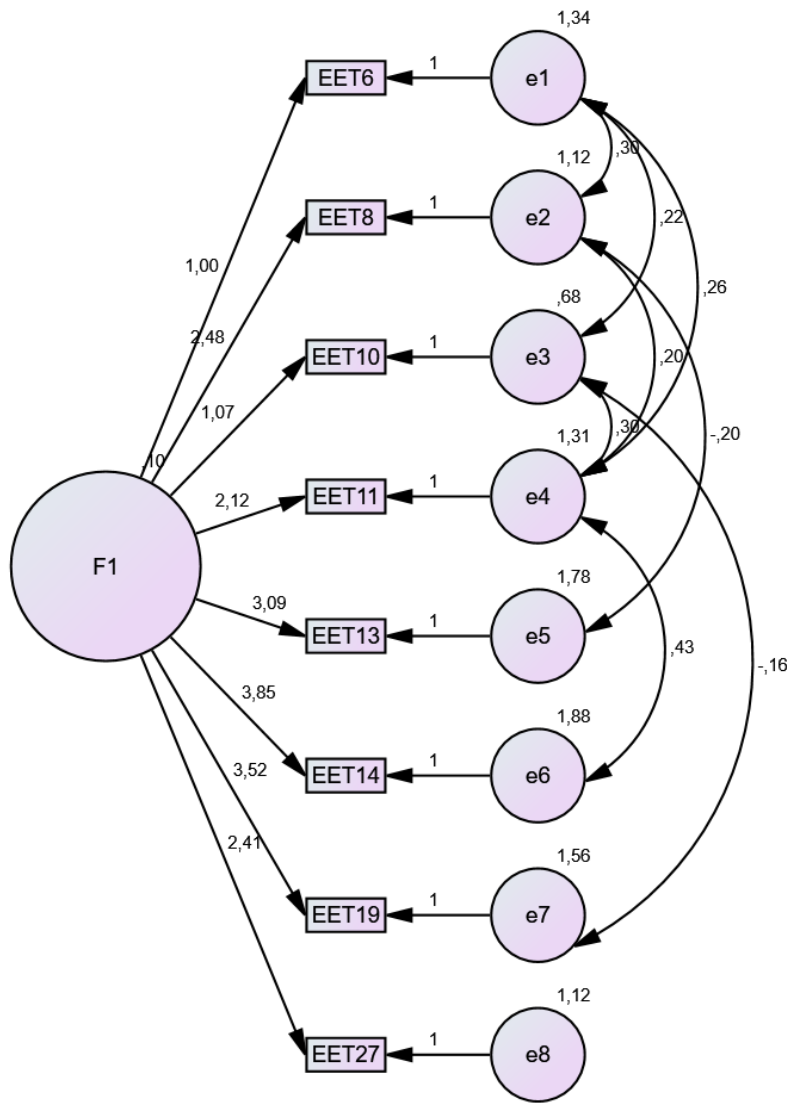 1,34
EET6
1
e1
,30
1,12
EET8
1
e2
,22
1,00
,26
,68
2,48
EET10
1
e3
,20
1,07
,30
-,20
1,31
,10
EET11
1
e4
2,12
F1
1,78
3,09
EET13
1
e5
,43
-,16
3,85
1,88
EET14
1
e6
3,52
2,41
1,56
EET19
1
e7
1,12
EET27
1
e8